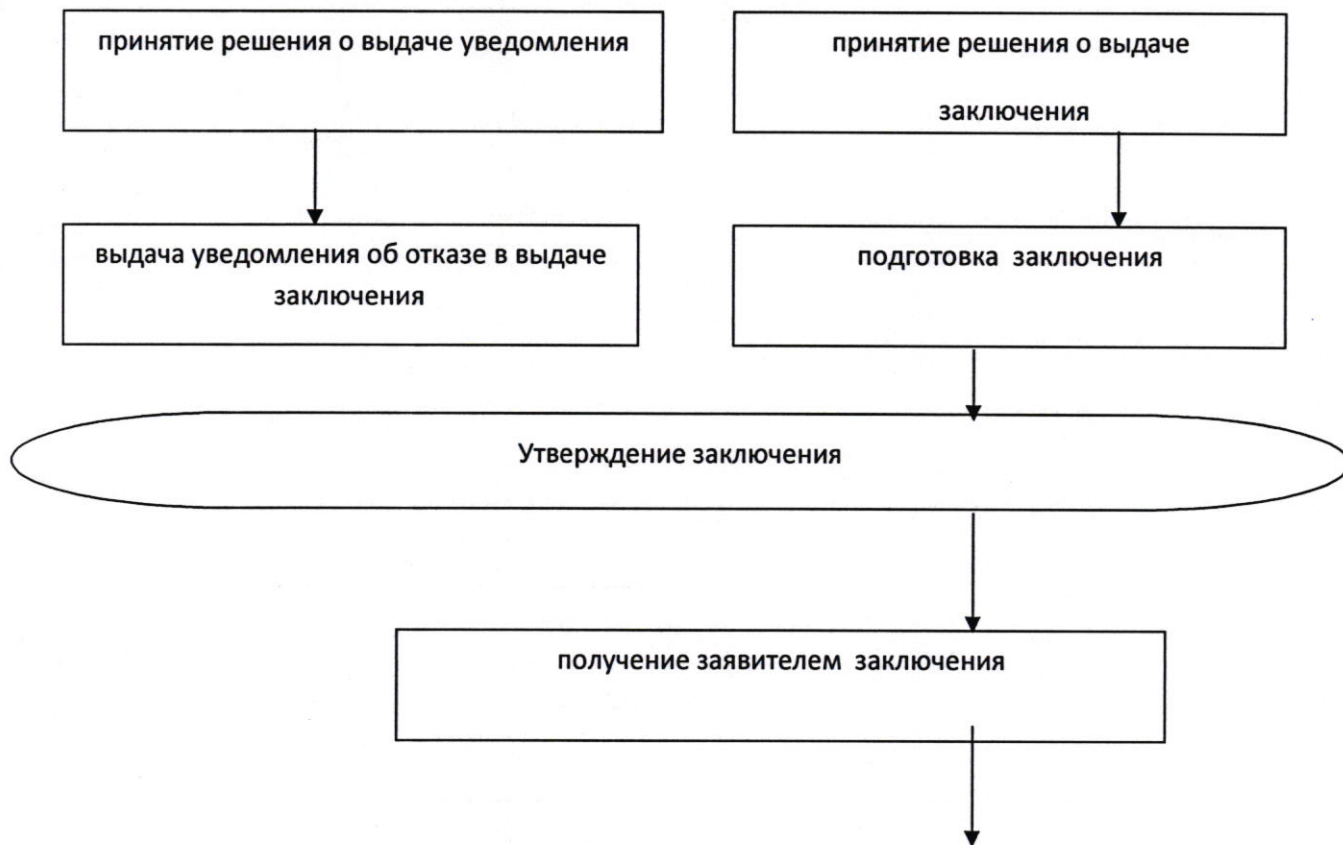 принятие решения о выдаче уведомления
принятие решения о выдаче
заключения
выдача уведомления об отказе в выдаче
заключения
подготовка заключения
Утверждение заключения
получение заявителем заключения